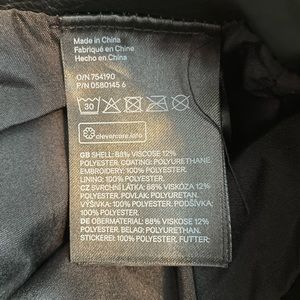 Made in China
Fabriqué en Chine
Hecho en China
O/N 754190
P/N 0580145 6
30
clevercare.info
GB SHELL: 88% VISCOSE 12%
POLYESTER. COATING: POLYURETHANE
EMBROIDERY: 100% POLYESTER.
LINING: 100% POLYESTER
CZ SVRCHNÍ LÁTKA: 88% VISKÓZA 12%
POLYESTER. POVLAK: POLYURETAN.
VÝŠIVKA: 100% POLYESTER. PODŠÍVKA:
100% POLYESTER
DE OBERMATERIAL: 88% VISKOSE 12%
POLYESTER. BELAG: POLYURETHAN.
STICKEREI: 100% POLYESTER. FUTTER: